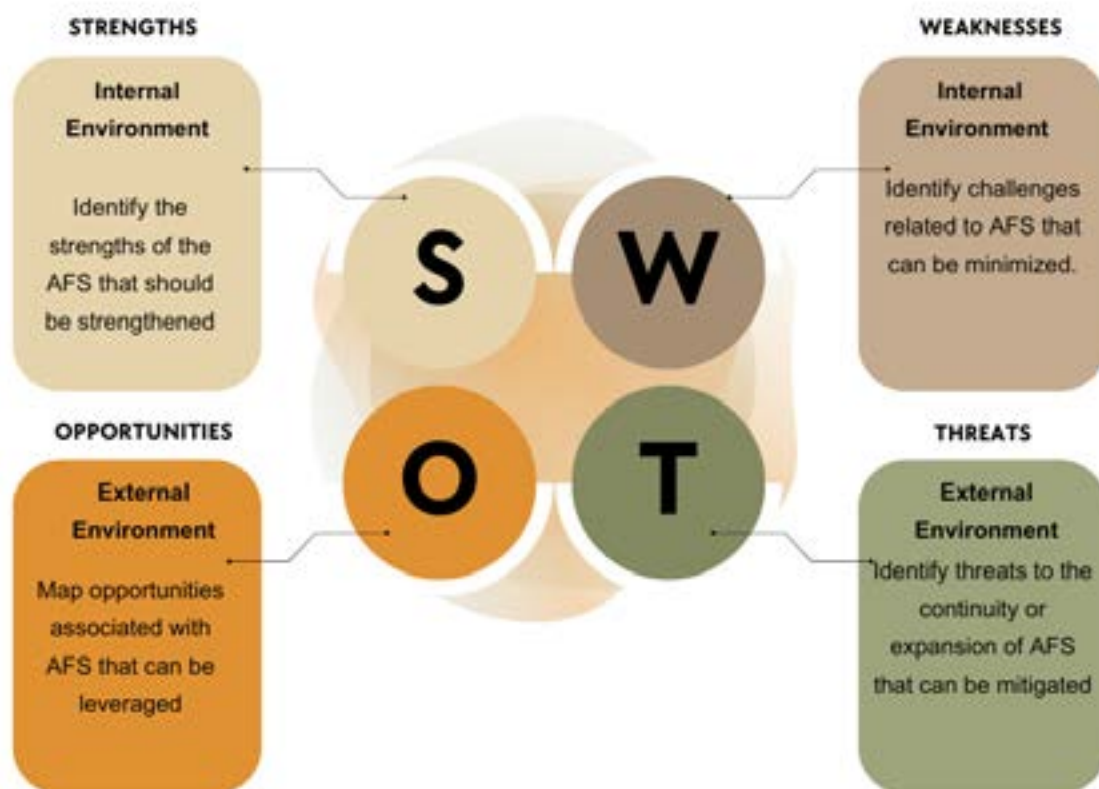 STRENGTHS
Internal
Environment
Identify the
strengths of the
AFS that should
be strengthened
WEAKNESSES
Internal
Environment
Identify challenges
related to AFS that
can be minimized.
S
W
O
T
OPPORTUNITIES
External
Environment
Map opportunities
associated with
AFS that can be
leveraged
THREATS
External
Environment
Identify threats to the
continuity or
expansion of AFS
that can be mitigated